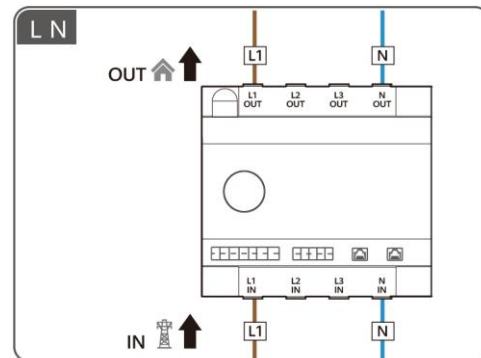 L N
L1 N
OUT
L1 OUT L2 OUT L3 OUT N OUT
L1 IN L2 IN L3 IN N IN
IN
L1 N